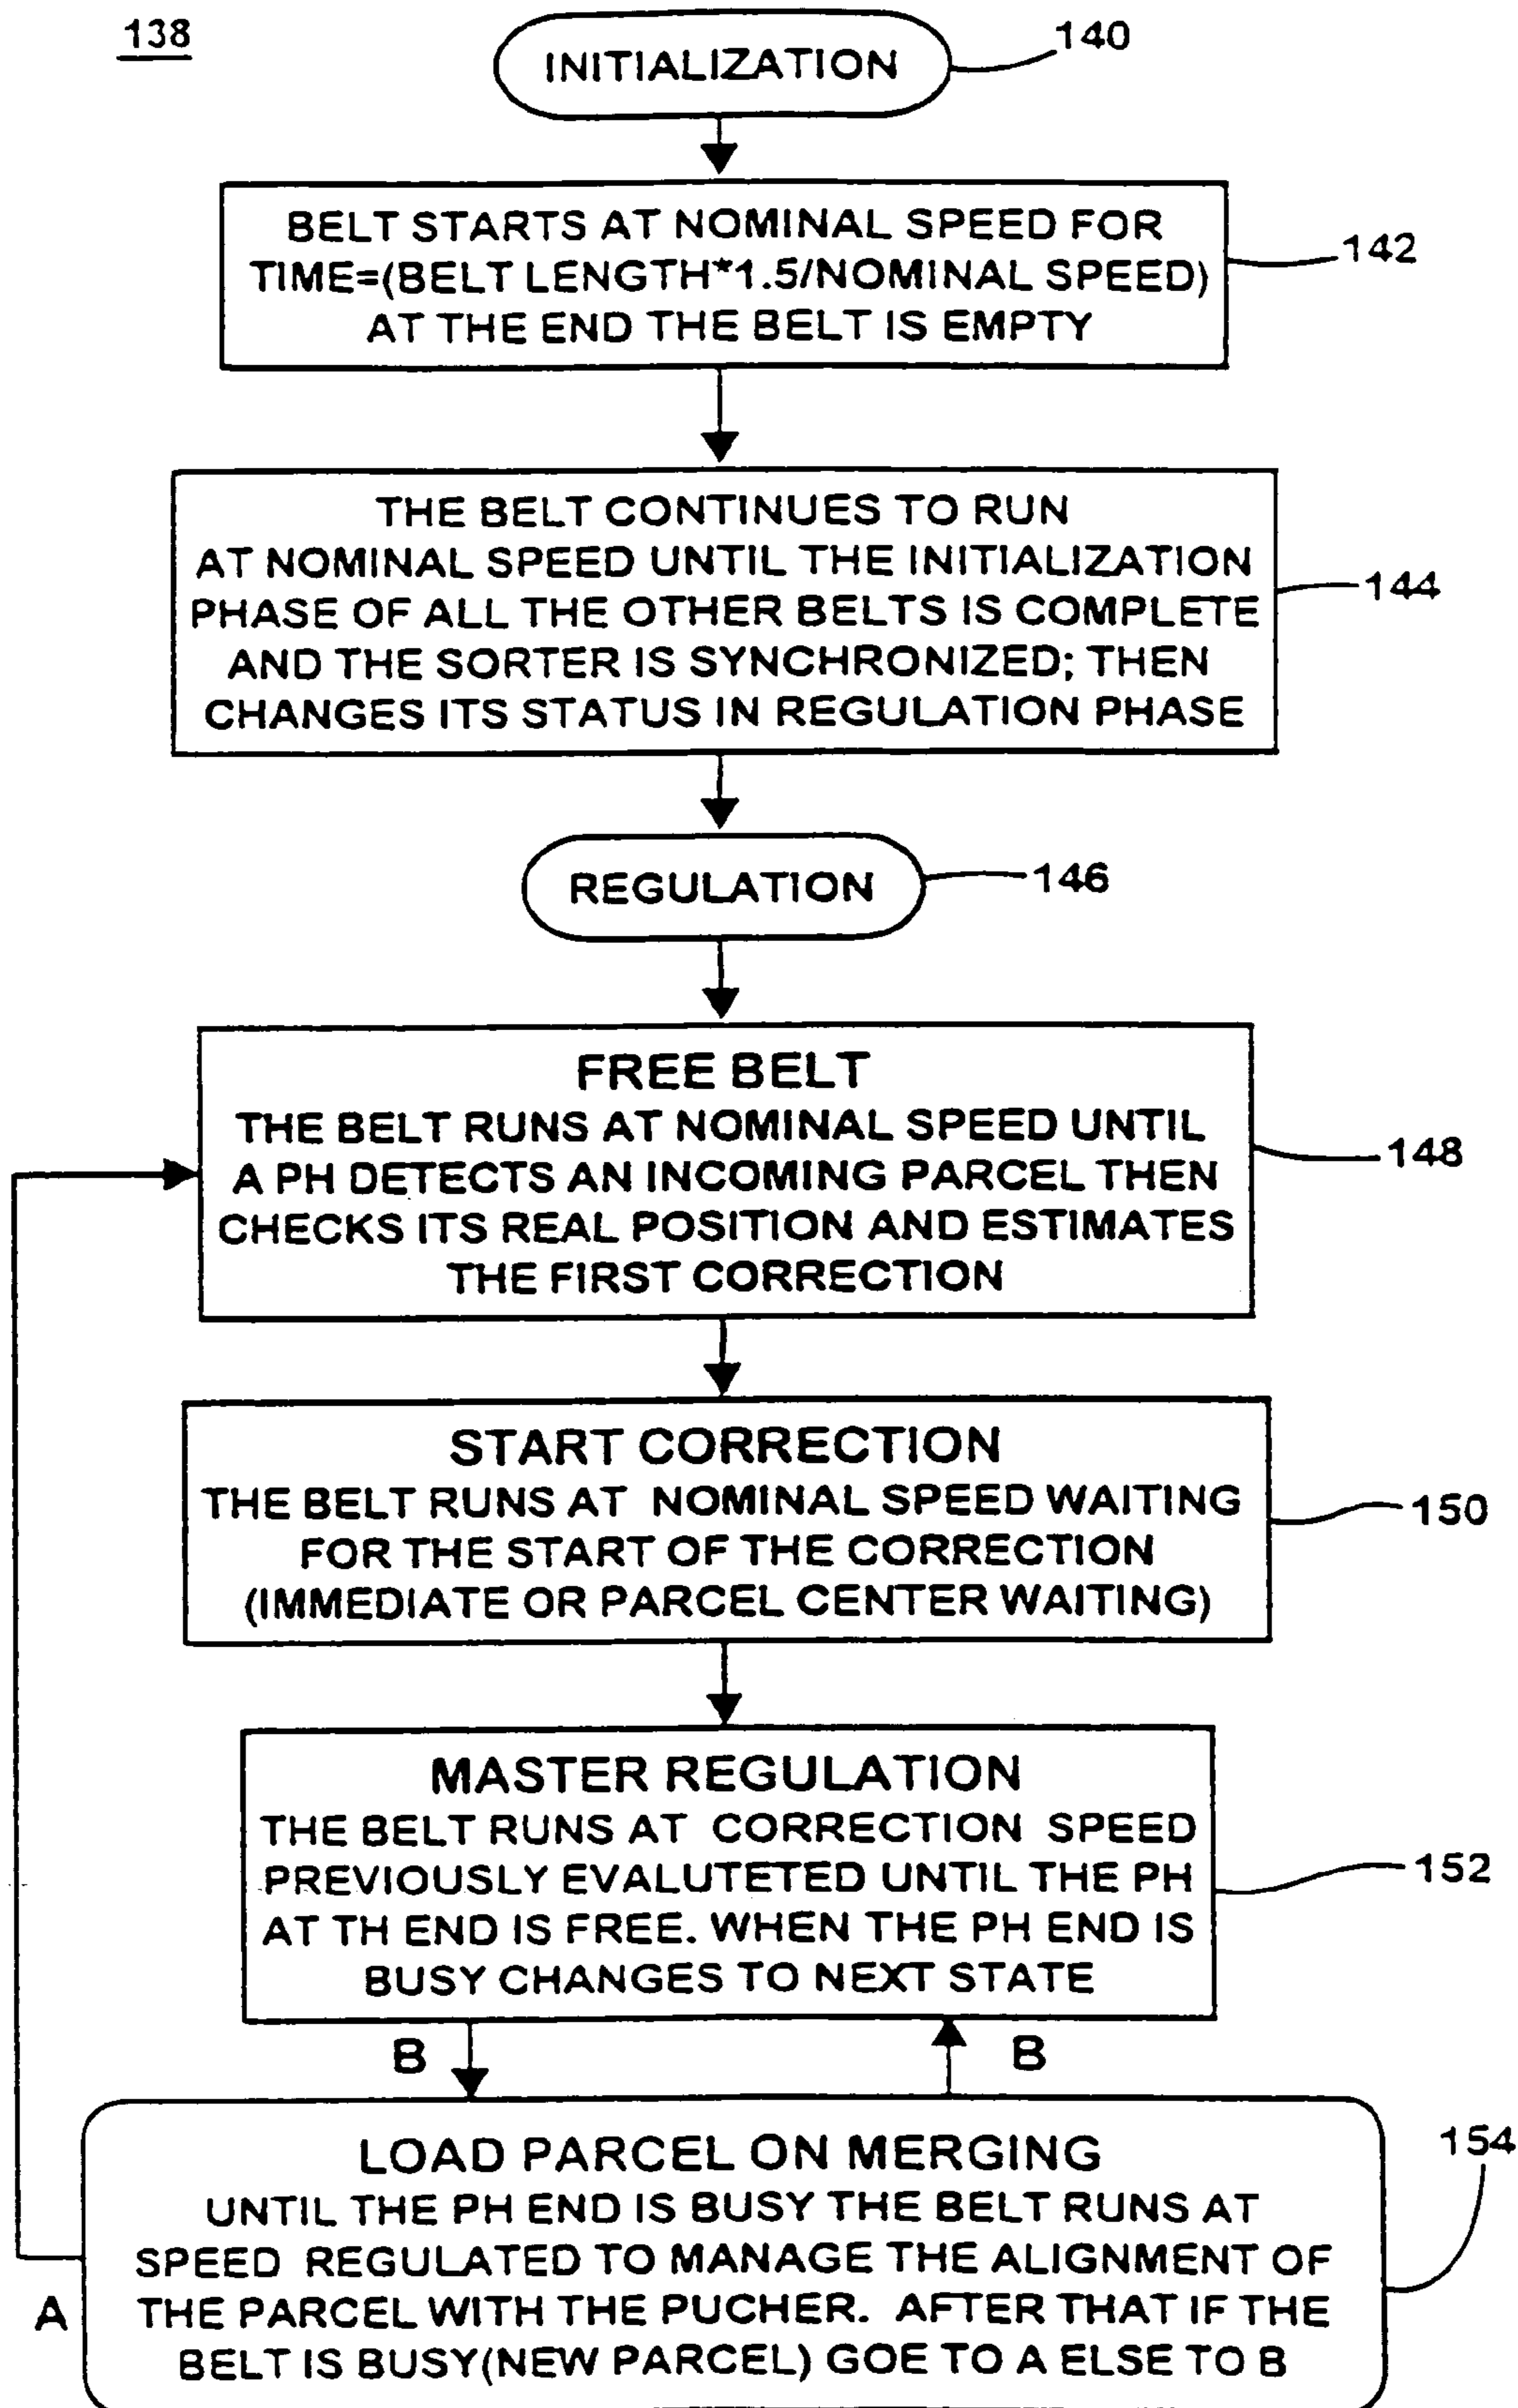 138
INITIALIZATION
140
BELT STARTS AT NOMINAL SPEED FOR
TIME=(BELT LENGTH*1.5/NOMINAL SPEED)
AT THE END THE BELT IS EMPTY
142
THE BELT CONTINUES TO RUN
AT NOMINAL SPEED UNTIL THE INITIALIZATION
PHASE OF ALL THE OTHER BELTS IS COMPLETE
AND THE SORTER IS SYNCHRONIZED; THEN
CHANGES ITS STATUS IN REGULATION PHASE
144
REGULATION
146
FREE BELT
THE BELT RUNS AT NOMINAL SPEED UNTIL
A PH DETECTS AN INCOMING PARCEL THEN
CHECKS ITS REAL POSITION AND ESTIMATES
THE FIRST CORRECTION
148
START CORRECTION
THE BELT RUNS AT NOMINAL SPEED WAITING
FOR THE START OF THE CORRECTION
(IMMEDIATE OR PARCEL CENTER WAITING)
150
MASTER REGULATION
THE BELT RUNS AT CORRECTION SPEED
PREVIOUSLY EVALUTETED UNTIL THE PH
AT TH END IS FREE. WHEN THE PH END IS
BUSY CHANGES TO NEXT STATE
152
B
B
LOAD PARCEL ON MERGING
UNTIL THE PH END IS BUSY THE BELT RUNS AT
SPEED REGULATED TO MANAGE THE ALIGNMENT OF
THE PARCEL WITH THE PUCHER. AFTER THAT IF THE
BELT IS BUSY(NEW PARCEL) GOE TO A ELSE TO B
154
A